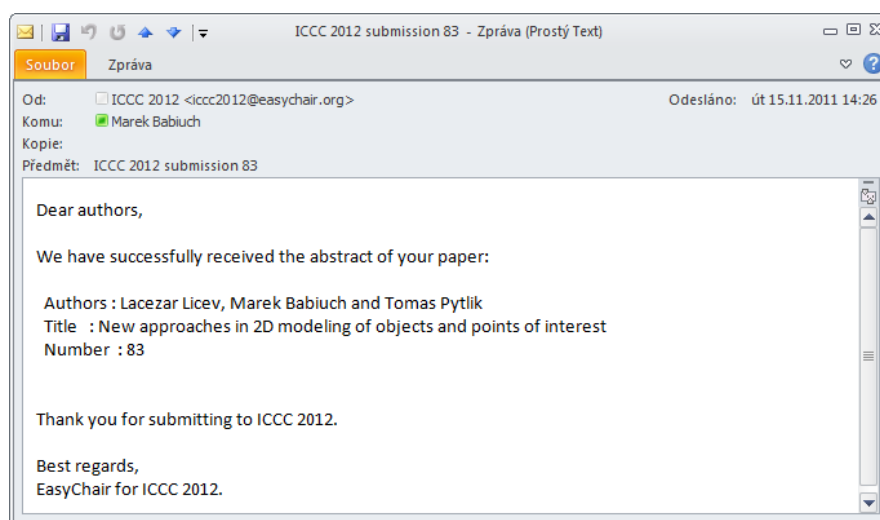 ICCC 2012 submission 83 - Zpráva (Prostý Text)
Soubor Zpráva
Od: ICCC 2012 <iccc2012@easychair.org> Odesláno: út 15.11.2011 14:26
Komu: Marek Babiuch
Kopie:
Předmět: ICCC 2012 submission 83
Dear authors,
We have successfully received the abstract of your paper:
Authors : Lacezar Licev, Marek Babiuch and Tomas Pytlik
Title : New approaches in 2D modeling of objects and points of interest
Number : 83
Thank you for submitting to ICCC 2012.
Best regards,
EasyChair for ICCC 2012.